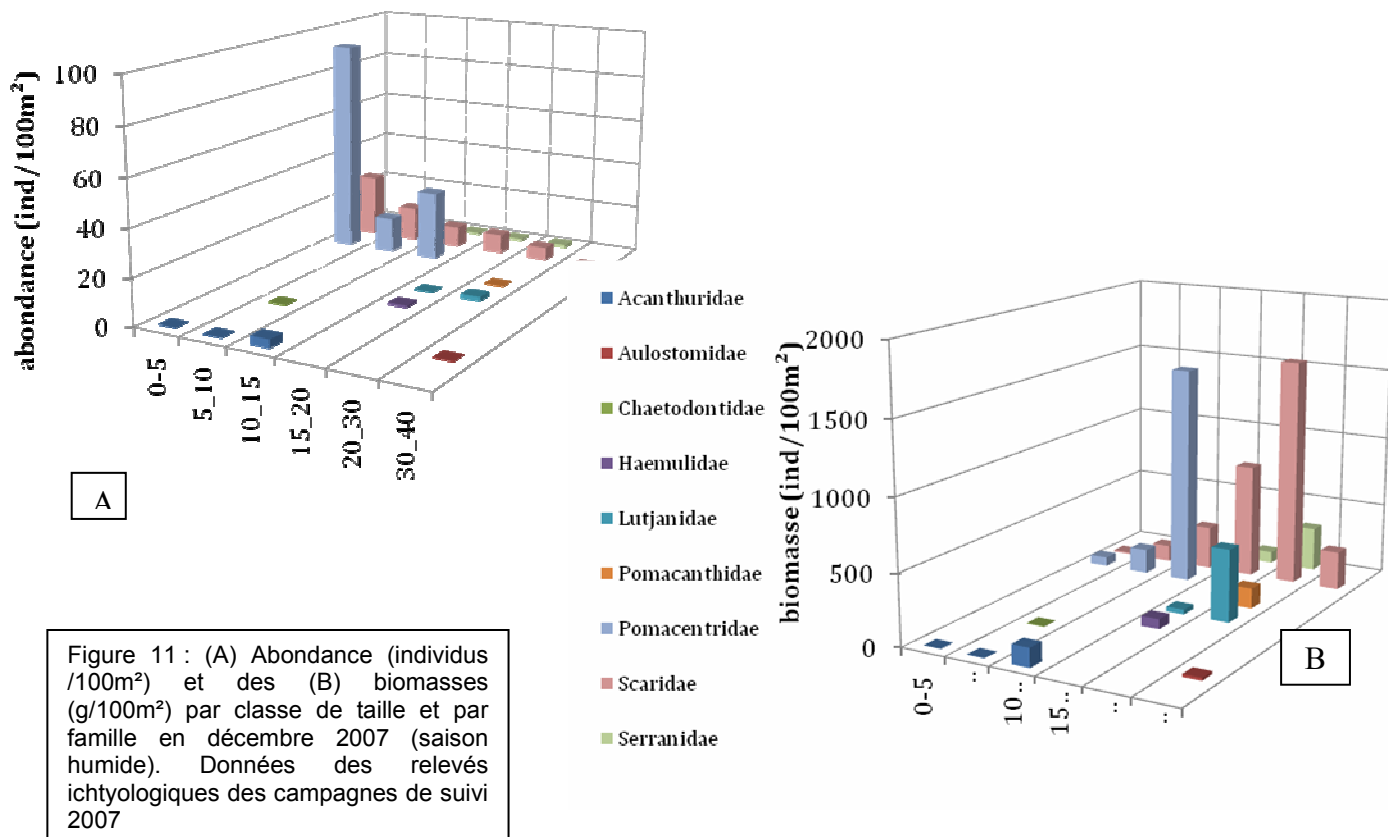 abondance (ind/100m²)
100
80
60
40
20
0
0-5
5_10
10_15
15_20
20_30
30_40
A
Acanthuridae
Aulostomidae
Chaetodontidae
Haemulidae
Lutjanidae
Pomacanthidae
Pomacentridae
Scaridae
Serranidae
biomasse (ind/100m²)
2000
1500
1000
500
0
0-5
..
10..
15..
..
..
B
Figure 11 : (A) Abondance (individus
/100m²) et des (B) biomasses
(g/100m²) par classe de taille et par
famille en décembre 2007 (saison
humide). Données des relevés
ichtyologiques des campagnes de suivi
2007